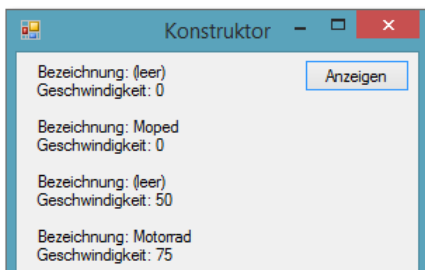 Konstruktor
Bezeichnung: (leer)
Geschwindigkeit: 0
Anzeigen
Bezeichnung: Moped
Geschwindigkeit: 0
Bezeichnung: (leer)
Geschwindigkeit: 50
Bezeichnung: Motorrad
Geschwindigkeit: 75